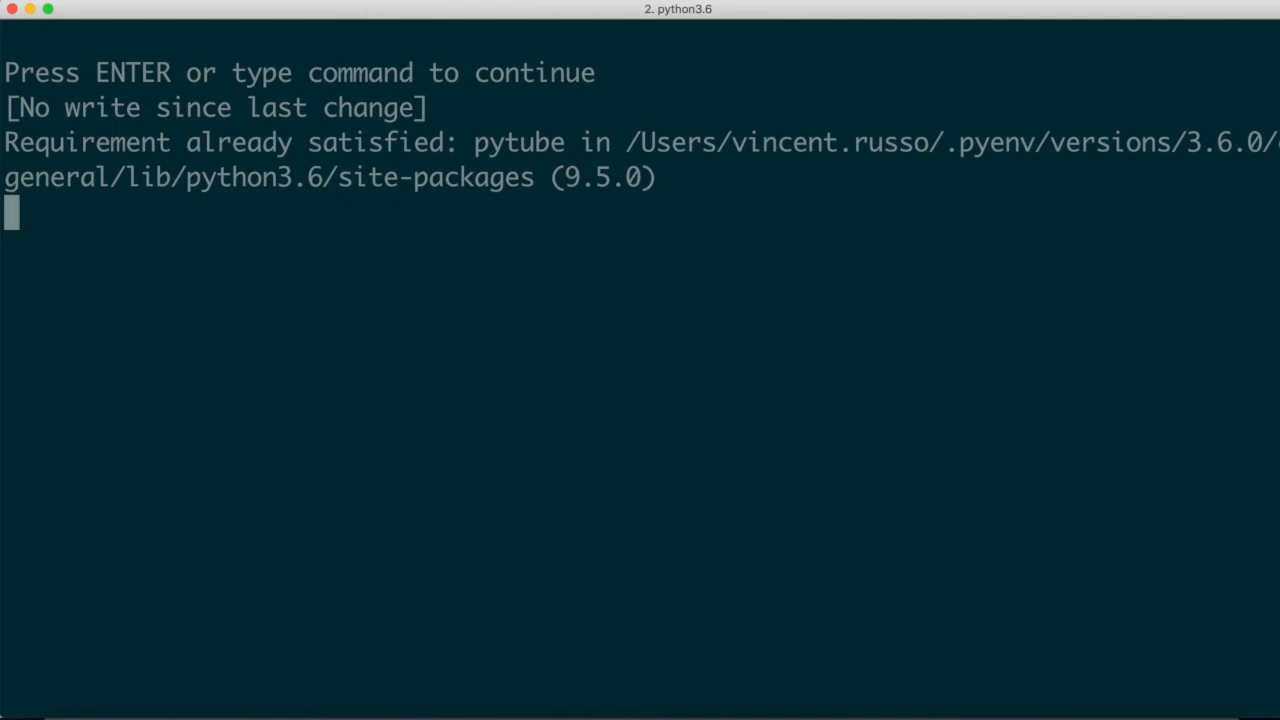 2. python3.6
Press ENTER or type command to continue
[No write since last change]
Requirement already satisfied: pytube in /Users/vincent.russo/.pyenv/versions/3.6.0/
general/lib/python3.6/site-packages (9.5.0)